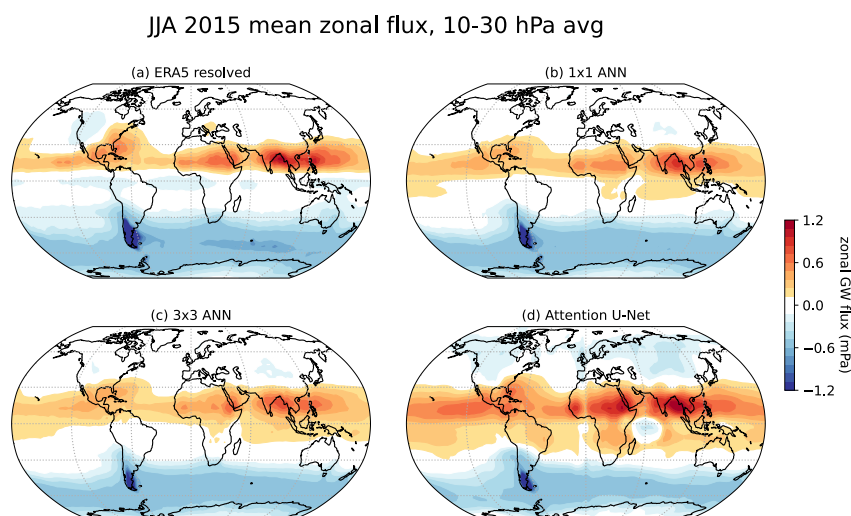 JJA 2015 mean zonal flux, 10-30 hPa avg
(a) ERA5 resolved
(b) 1x1 ANN
(c) 3x3 ANN
(d) Attention U-Net
1.2
0.6
0.0
−0.6
−1.2
zonal GW flux (mPa)